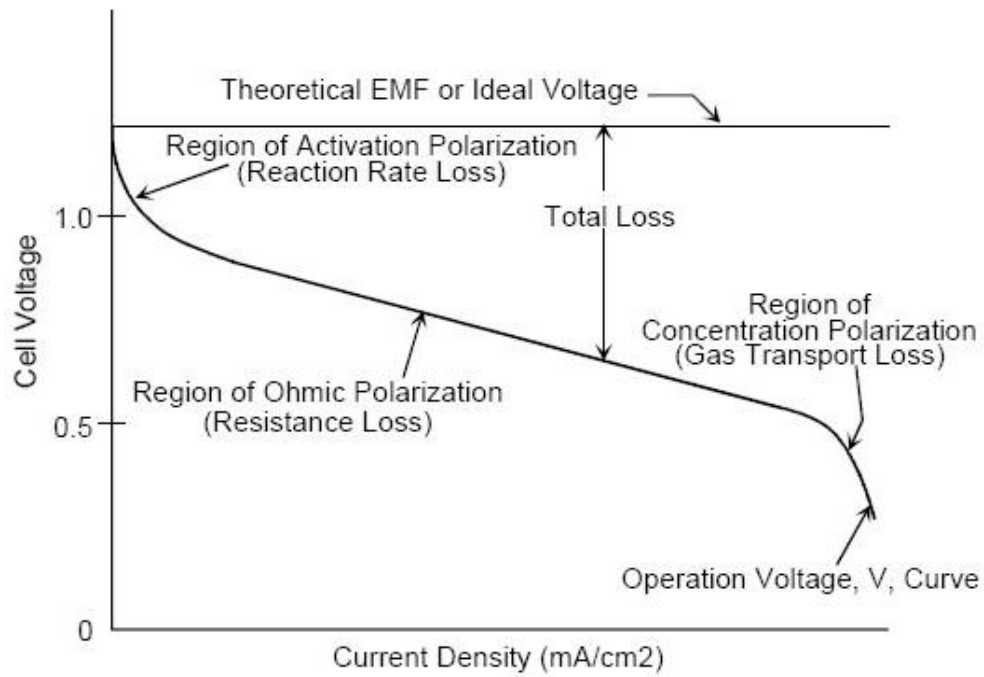 Theoretical EMF or Ideal Voltage
Region of Activation Polarization
(Reaction Rate Loss)
1.0
Total Loss
Cell Voltage
Region of
Concentration Polarization
(Gas Transport Loss)
Region of Ohmic Polarization
(Resistance Loss)
0.5
Operation Voltage, V, Curve
0
Current Density (mA/cm2)